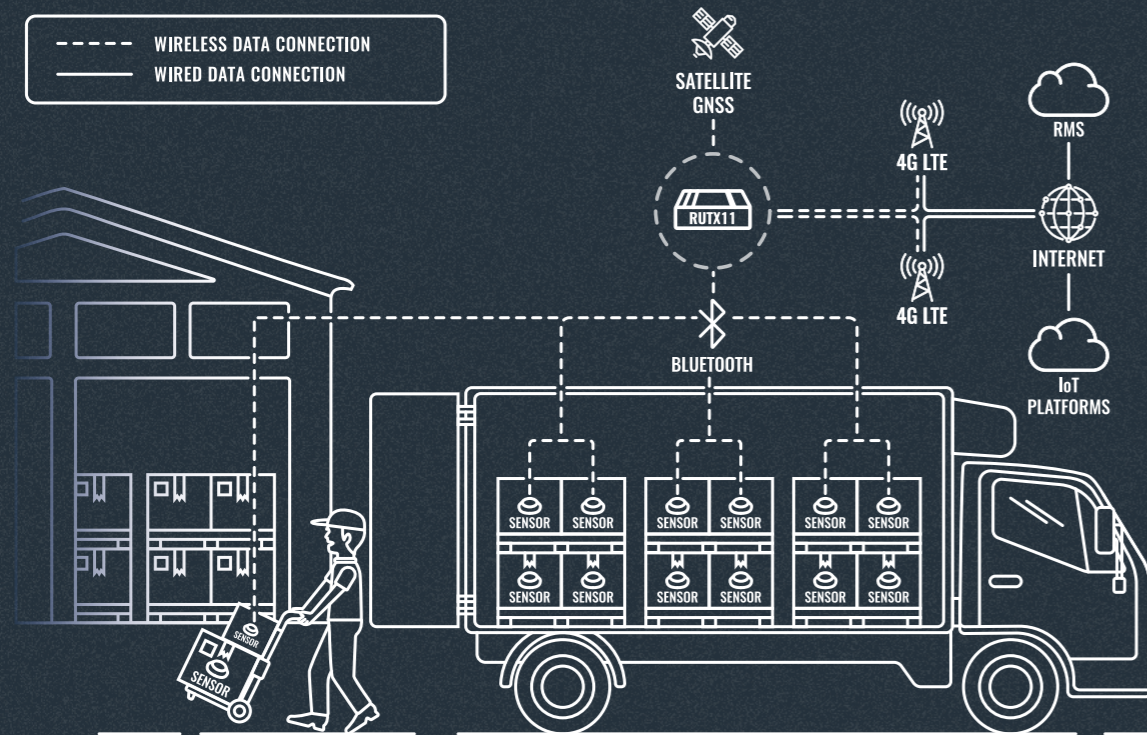 WIRELESS DATA CONNECTION
WIRED DATA CONNECTION
SATELLITE
GNSS
RUTX11
4G LTE
4G LTE
RMS
INTERNET
IoT
PLATFORMS
BLUETOOTH
SENSOR SENSOR SENSOR SENSOR SENSOR SENSOR
SENSOR SENSOR SENSOR SENSOR SENSOR SENSOR
SENSOR
SENSOR